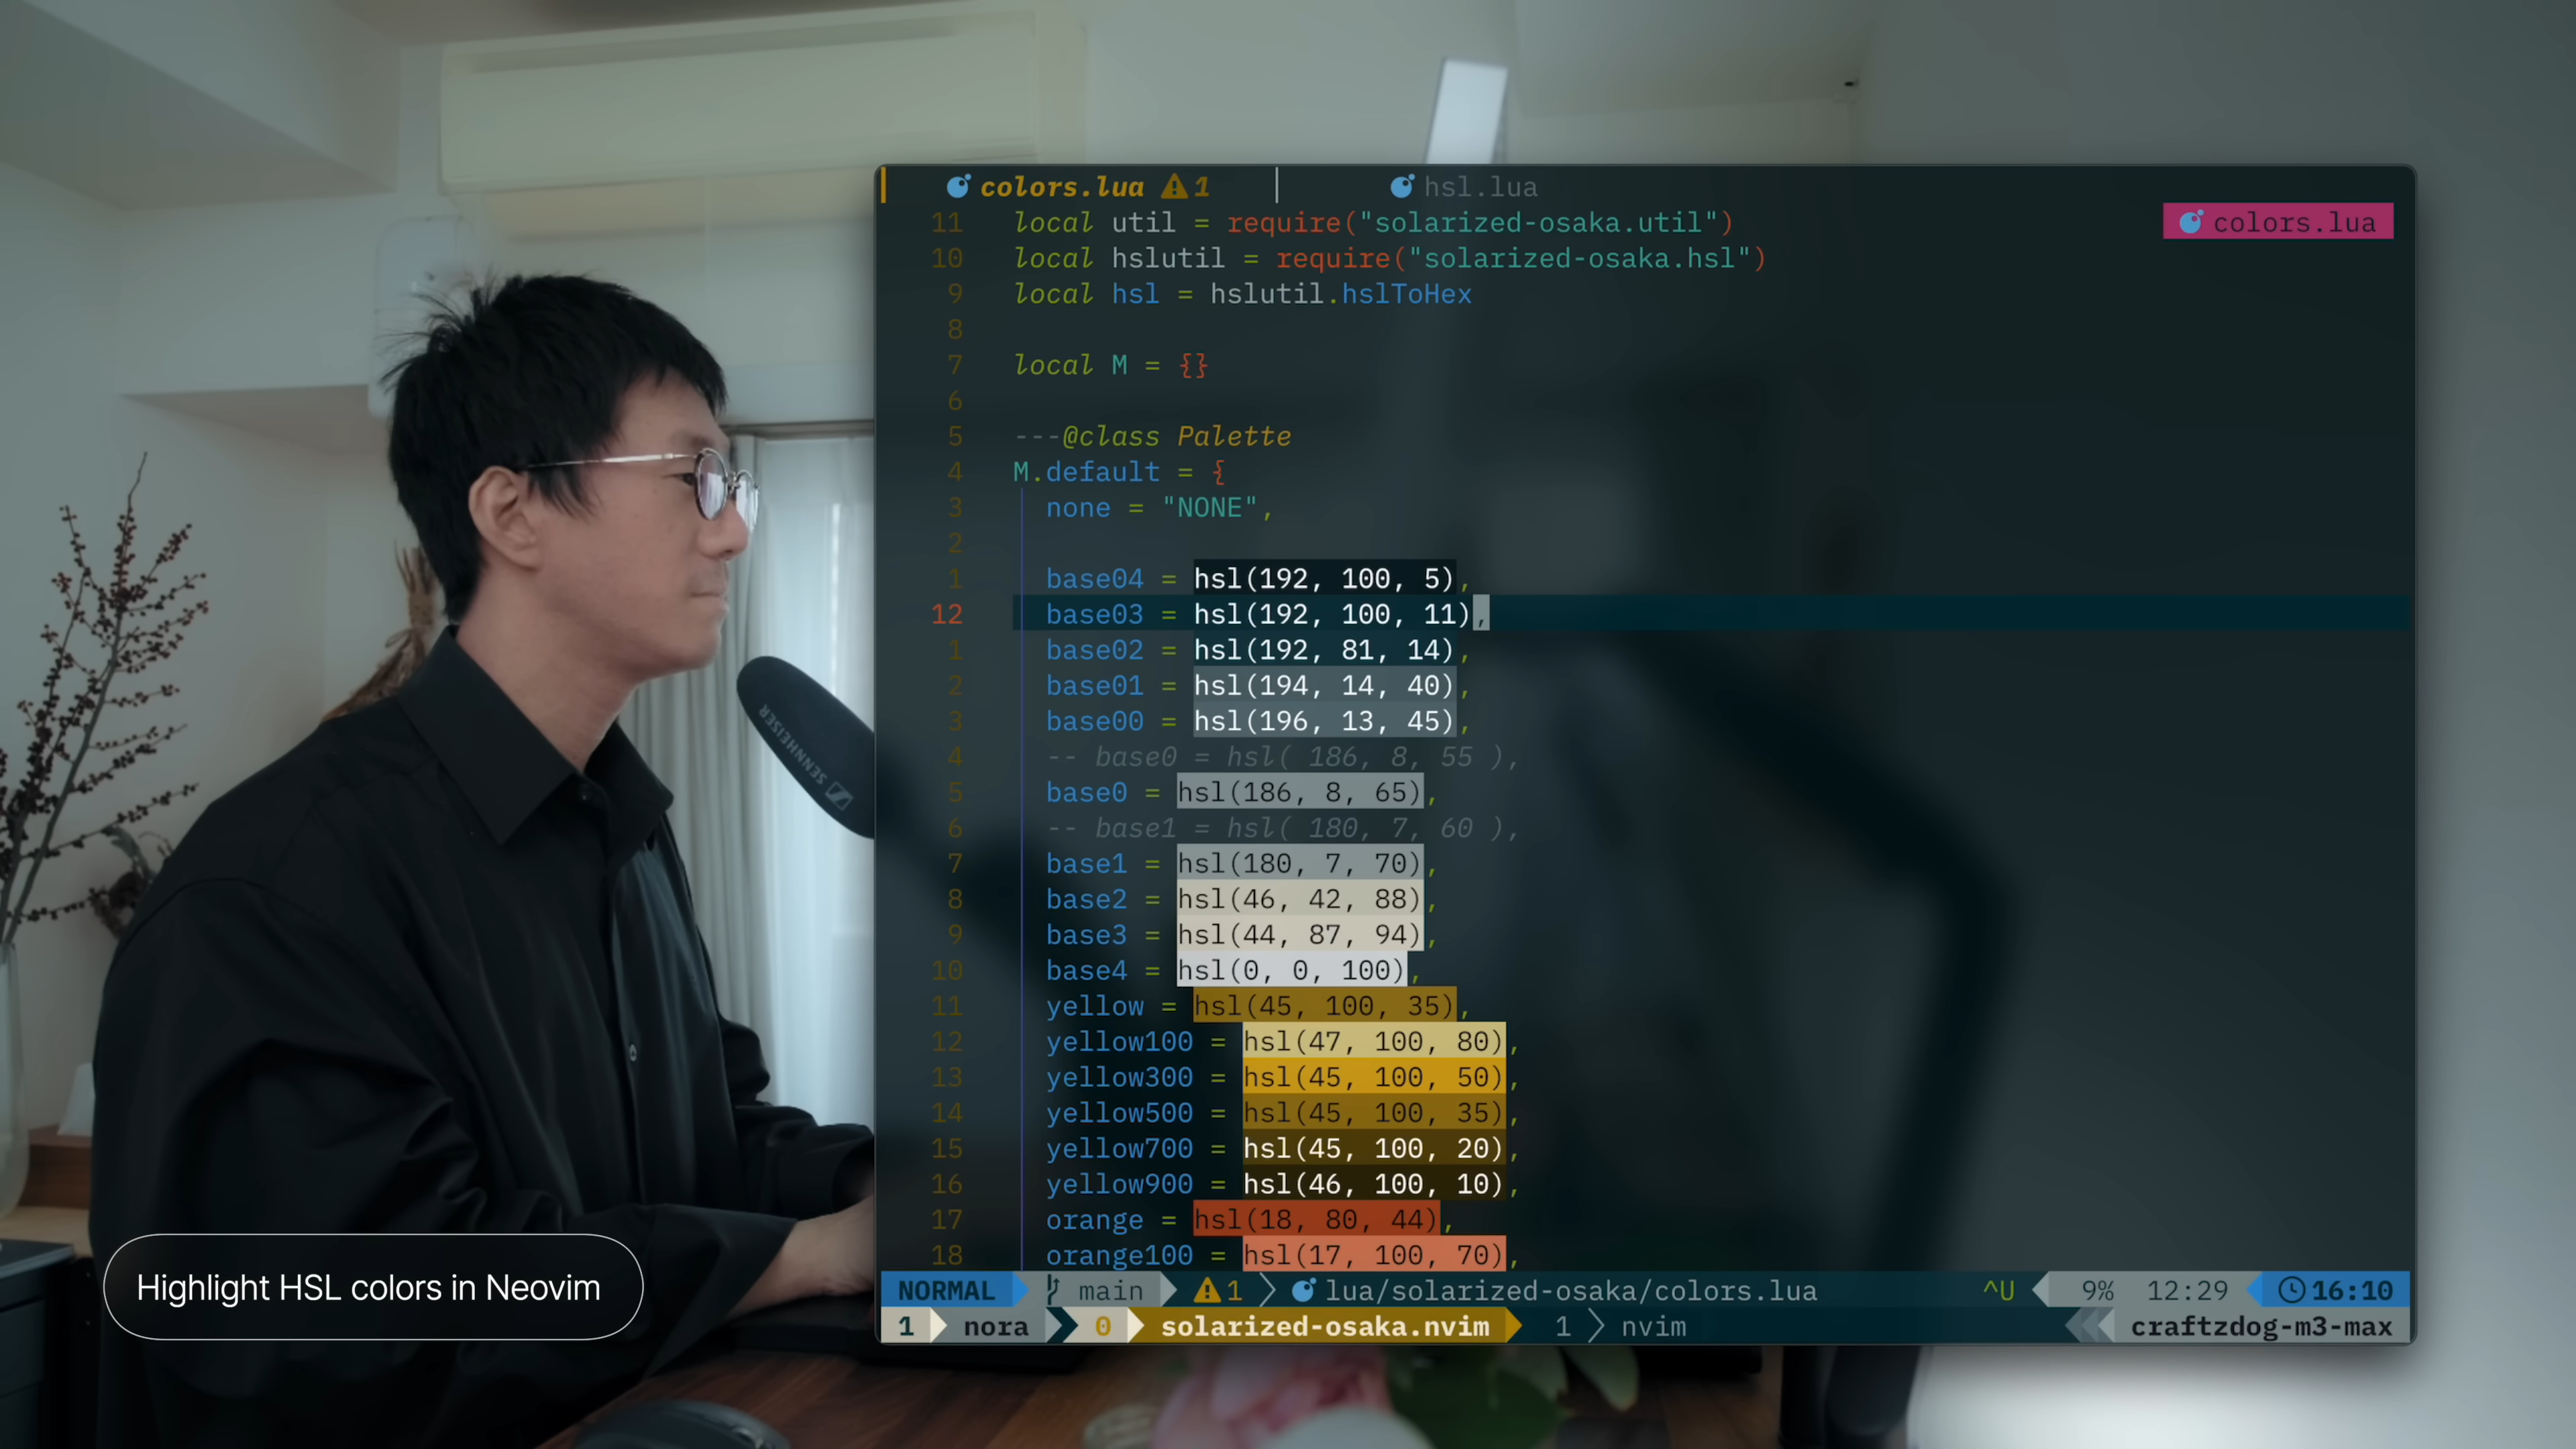 colors.lua 1 hsl.lua
11 local util = require("solarized-osaka.util") colors.lua
10 local hslutil = require("solarized-osaka.hsl")
9 local hsl = hslutil.hslToHex
8
7 local M = {}
6
5 ---@class Palette
4 M.default = {
3 none = "NONE",
2
1 base04 = hsl(192, 100, 5),
12 base03 = hsl(192, 100, 11),
1 base02 = hsl(192, 81, 14),
2 base01 = hsl(194, 14, 40),
3 base00 = hsl(196, 13, 45),
4 -- base0 = hsl( 186, 8, 55 ),
5 base0 = hsl(186, 8, 65),
6 -- base1 = hsl( 180, 7, 60 ),
7 base1 = hsl(180, 7, 70),
8 base2 = hsl(46, 42, 88),
9 base3 = hsl(44, 87, 94),
10 base4 = hsl(0, 0, 100),
11 yellow = hsl(45, 100, 35),
12 yellow100 = hsl(47, 100, 80),
13 yellow300 = hsl(45, 100, 50),
14 yellow500 = hsl(45, 100, 35),
15 yellow700 = hsl(45, 100, 20),
16 yellow900 = hsl(46, 100, 10),
17 orange = hsl(18, 80, 44),
18 orange100 = hsl(17, 100, 70),
NORMAL main 1 lua/solarized-osaka/colors.lua ^U 9% 12:29 16:10
1 nora 0 solarized-osaka.nvim 1 nvim craftzdog-m3-max
SENNHEISER
Highlight HSL colors in Neovim